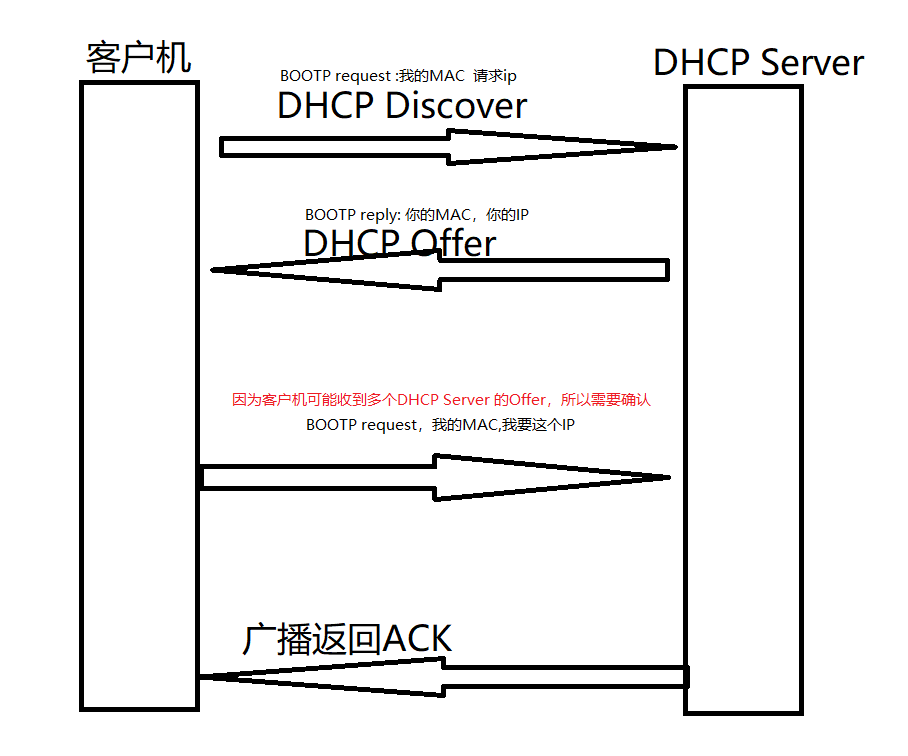 客户机
DHCP Server
BOOTP request :我的MAC 请求ip
DHCP Discover
BOOTP reply: 你的MAC，你的IP
DHCP Offer
因为客户机可能收到多个DHCP Server 的Offer，所以需要确认
BOOTP request，我的MAC,我要这个IP
广播返回ACK